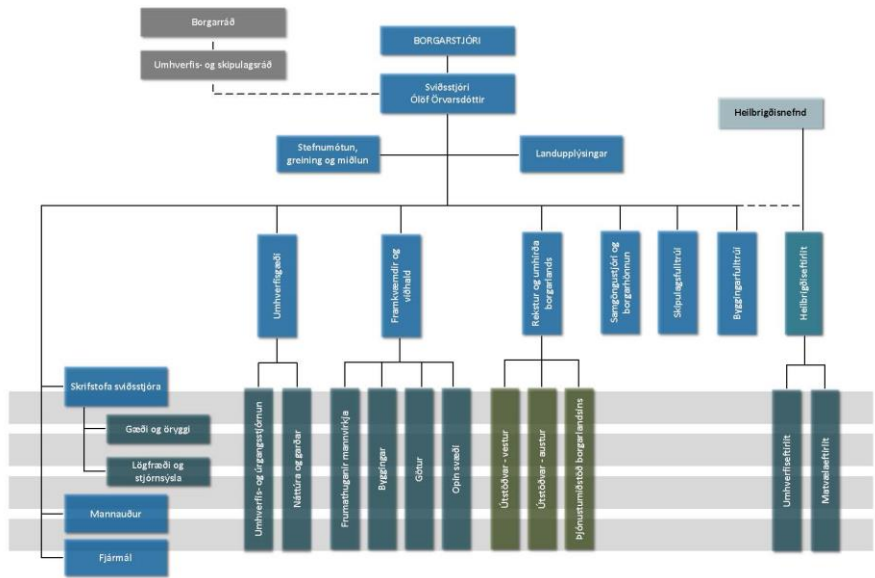 Borgarráð
Umhverfis- og skipulagsráð
BORGARSTJÓRI
Sviðsstjóri
Ólöf Örvarsdóttir
Heilbrigðisnefnd
Stefnumótun,
greining og miðlun
Landupplýsingar
Umhverfisgæði
Framkvæmdir og
viðhald
Rekstur og umhirða
borgarlands
Samgöngustjóri og
borgarhönnun
Skipulagsfulltrúi
Byggingarfulltrúi
Heilbrigðiseftirlit
Skrifstofa sviðsstjóra
Gæði og öryggi
Lögfræði og
stjórnsýsla
Mannauður
Fjármál
Umhverfis- og úrgangsstjórnun
Náttúra og garðar
Frumathuganir mannvirkja
Byggingar
Götur
Opin svæði
Útstöðvar - vestur
Útstöðvar - austur
Þjónustumiðstöð borgarlandsins
Umhverfiseftirlit
Matvælaeftirlit